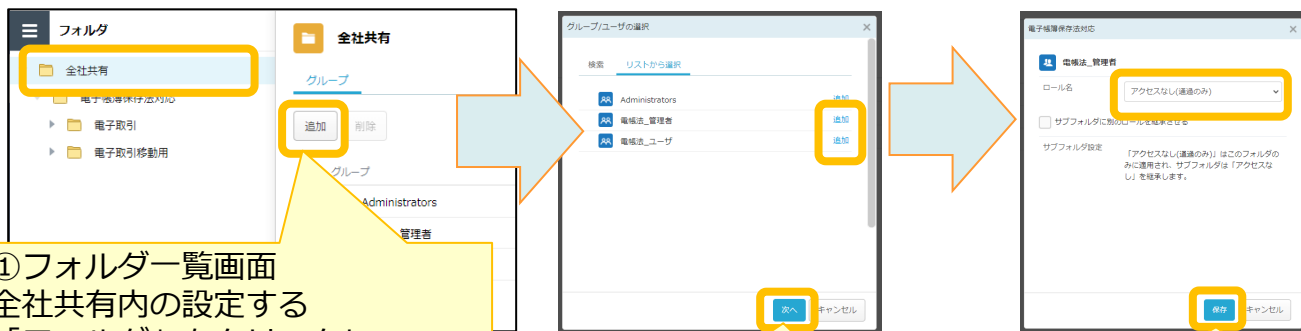 フォルダ
全社共有
電子帳簿保存法対応
電子取引
電子取引移動用
全社共有
グループ
追加
削除
グループ
Administrators
管理者
①フォルダ一覧画面
全社共有内の設定する
グループ/ユーザの選択
検索
リストから選択
Administrators
追加
電帳法_管理者
追加
電帳法_ユーザ
追加
次へ
キャンセル
電子帳簿保存法対応
電帳法_管理者
ロール名
アクセスなし(通過のみ)
サブフォルダに別のロールを継承させる
サブフォルダ設定
「アクセスなし(通過のみ)」はこのフォルダの
みに適用され、サブフォルダは「アクセスな
し」を継承します。
保存
キャンセル